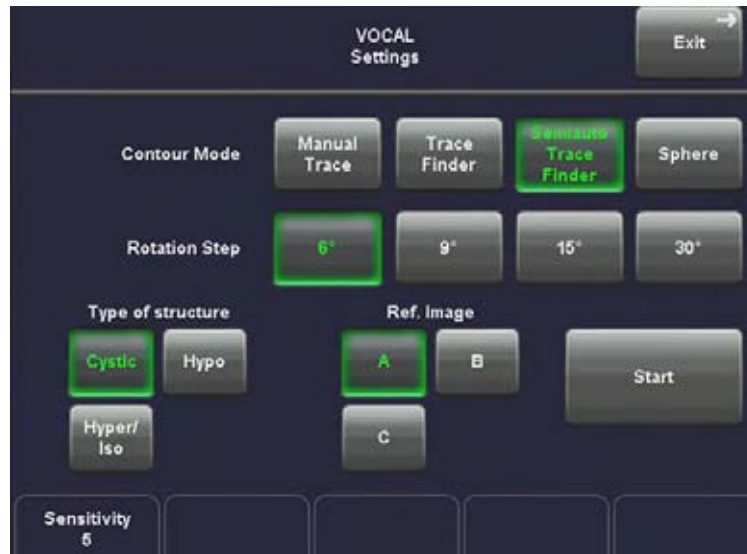 VOCAL
Settings
Exit
Contour Mode
Manual
Trace
Trace
Finder
Semiauto
Trace
Finder
Sphere
Rotation Step
6°
9°
15°
30°
Type of structure
Ref. Image
Cystic
Hypo
A
B
Start
Hyper/
Iso
C
Sensitivity
5